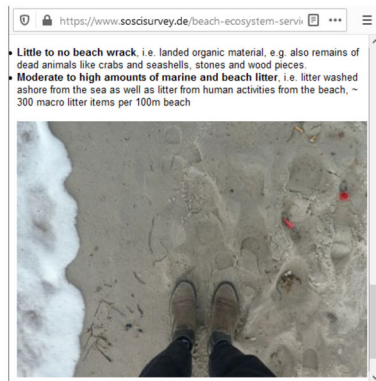 https://www.soscisurvey.de/beach-ecosystem-servi
Little to no beach wrack, i.e. landed organic material, e.g. also remains of
dead animals like crabs and seashells, stones and wood pieces.
Moderate to high amounts of marine and beach litter, i.e. litter washed
ashore from the sea as well as litter from human activities from the beach, ~
300 macro litter items per 100m beach